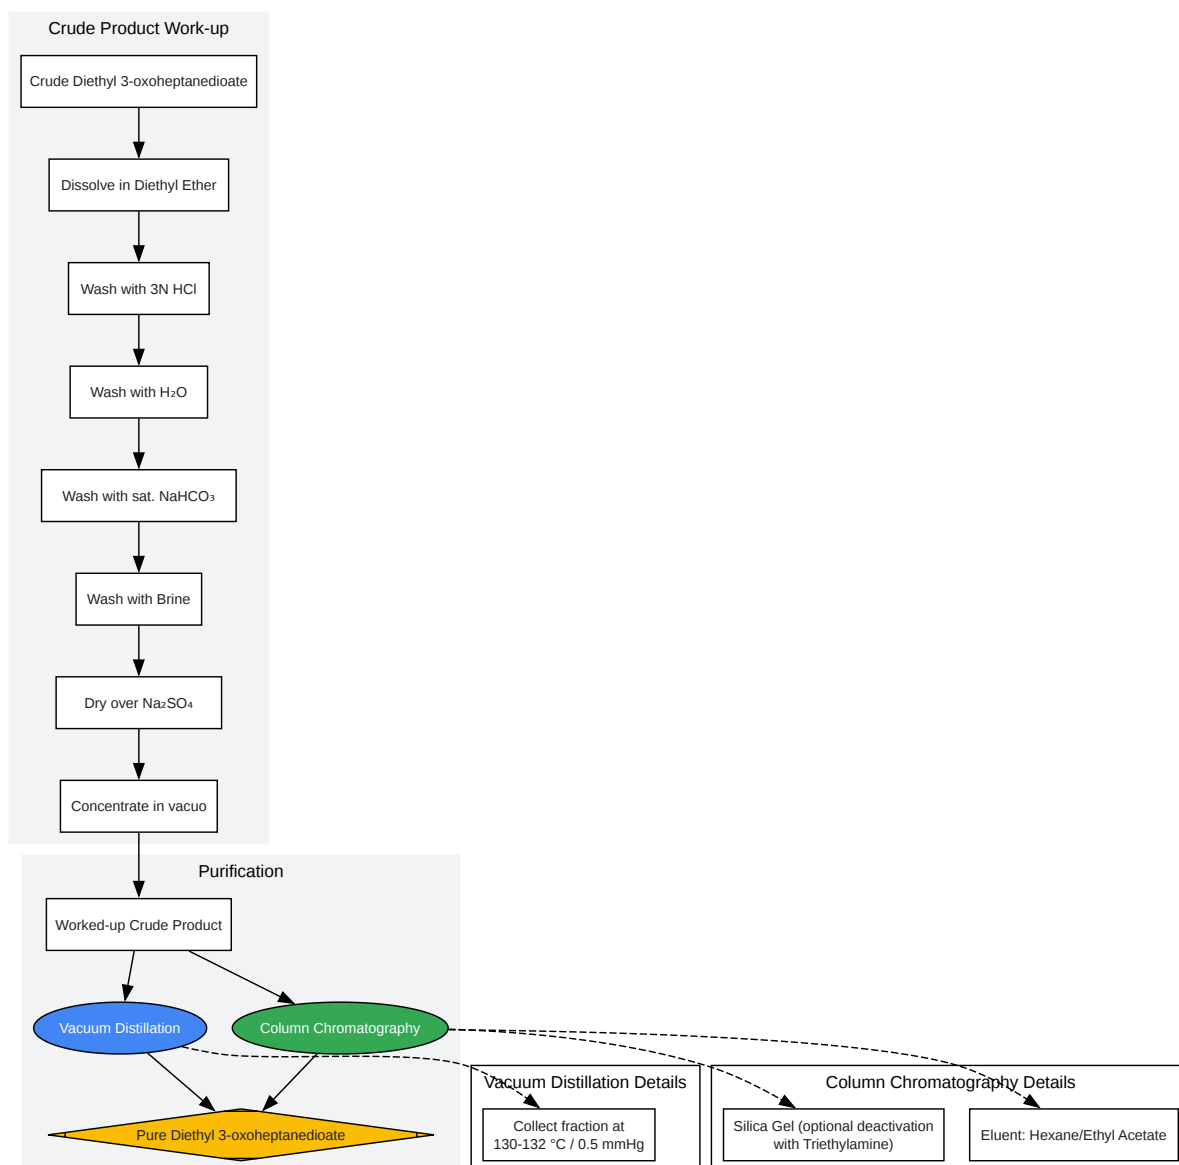 Crude Product Work-up
Crude Diethyl 3-oxoheptanedioate
Dissolve in Diethyl Ether
Wash with 3N HCl
Wash with H₂O
Wash with sat. NaHCO₃
Wash with Brine
Dry over Na₂SO₄
Concentrate in vacuo
Purification
Worked-up Crude Product
Vacuum Distillation
Column Chromatography
Pure Diethyl 3-oxoheptanedioate
Vacuum Distillation Details
Collect fraction at
130-132 °C / 0.5 mmHg
Column Chromatography Details
Silica Gel (optional deactivation
with Triethylamine)
Eluent: Hexane/Ethyl Acetate